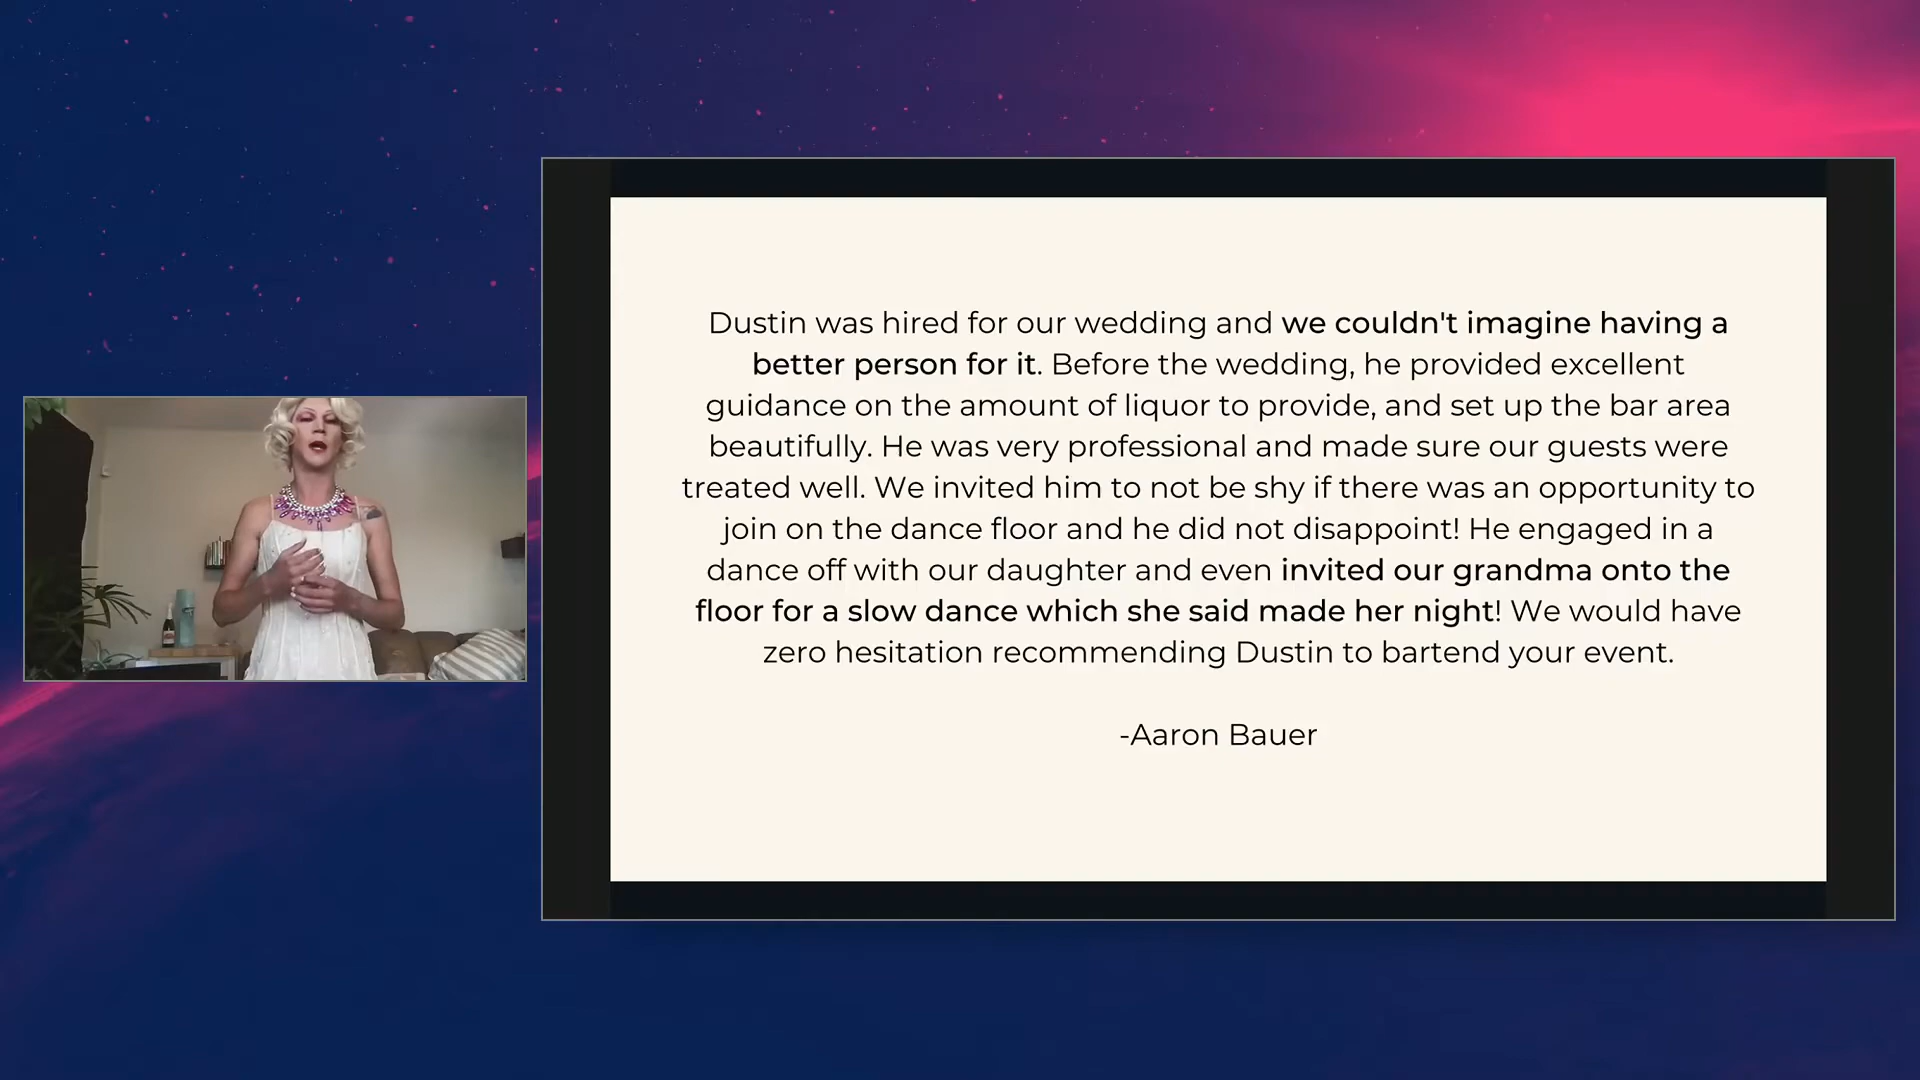 Dustin was hired for our wedding and we couldn't imagine having a
better person for it. Before the wedding, he provided excellent
guidance on the amount of liquor to provide, and set up the bar area
beautifully. He was very professional and made sure our guests were
treated well. We invited him to not be shy if there was an opportunity to
join on the dance floor and he did not disappoint! He engaged in a
dance off with our daughter and even invited our grandma onto the
floor for a slow dance which she said made her night! We would have
zero hesitation recommending Dustin to bartend your event.
-Aaron Bauer